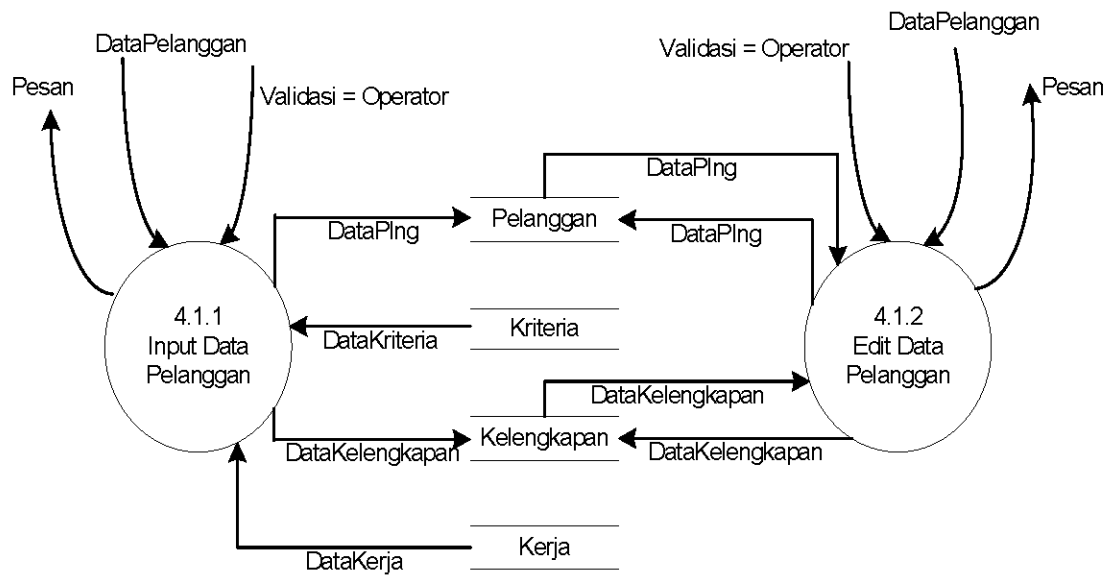 DataPelanggan
Validasi = Operator
Pesan
DataPelanggan
Validasi = Operator
Pesan
DataPlng
Pelanggan
DataPlng
DataPlng
4.1.1
Input Data
Pelanggan
Kriteria
DataKriteria
4.1.2
Edit Data
Pelanggan
DataKelengkapan
Kelengkapan
DataKelengkapan
DataKelengkapan
Kerja
DataKerja